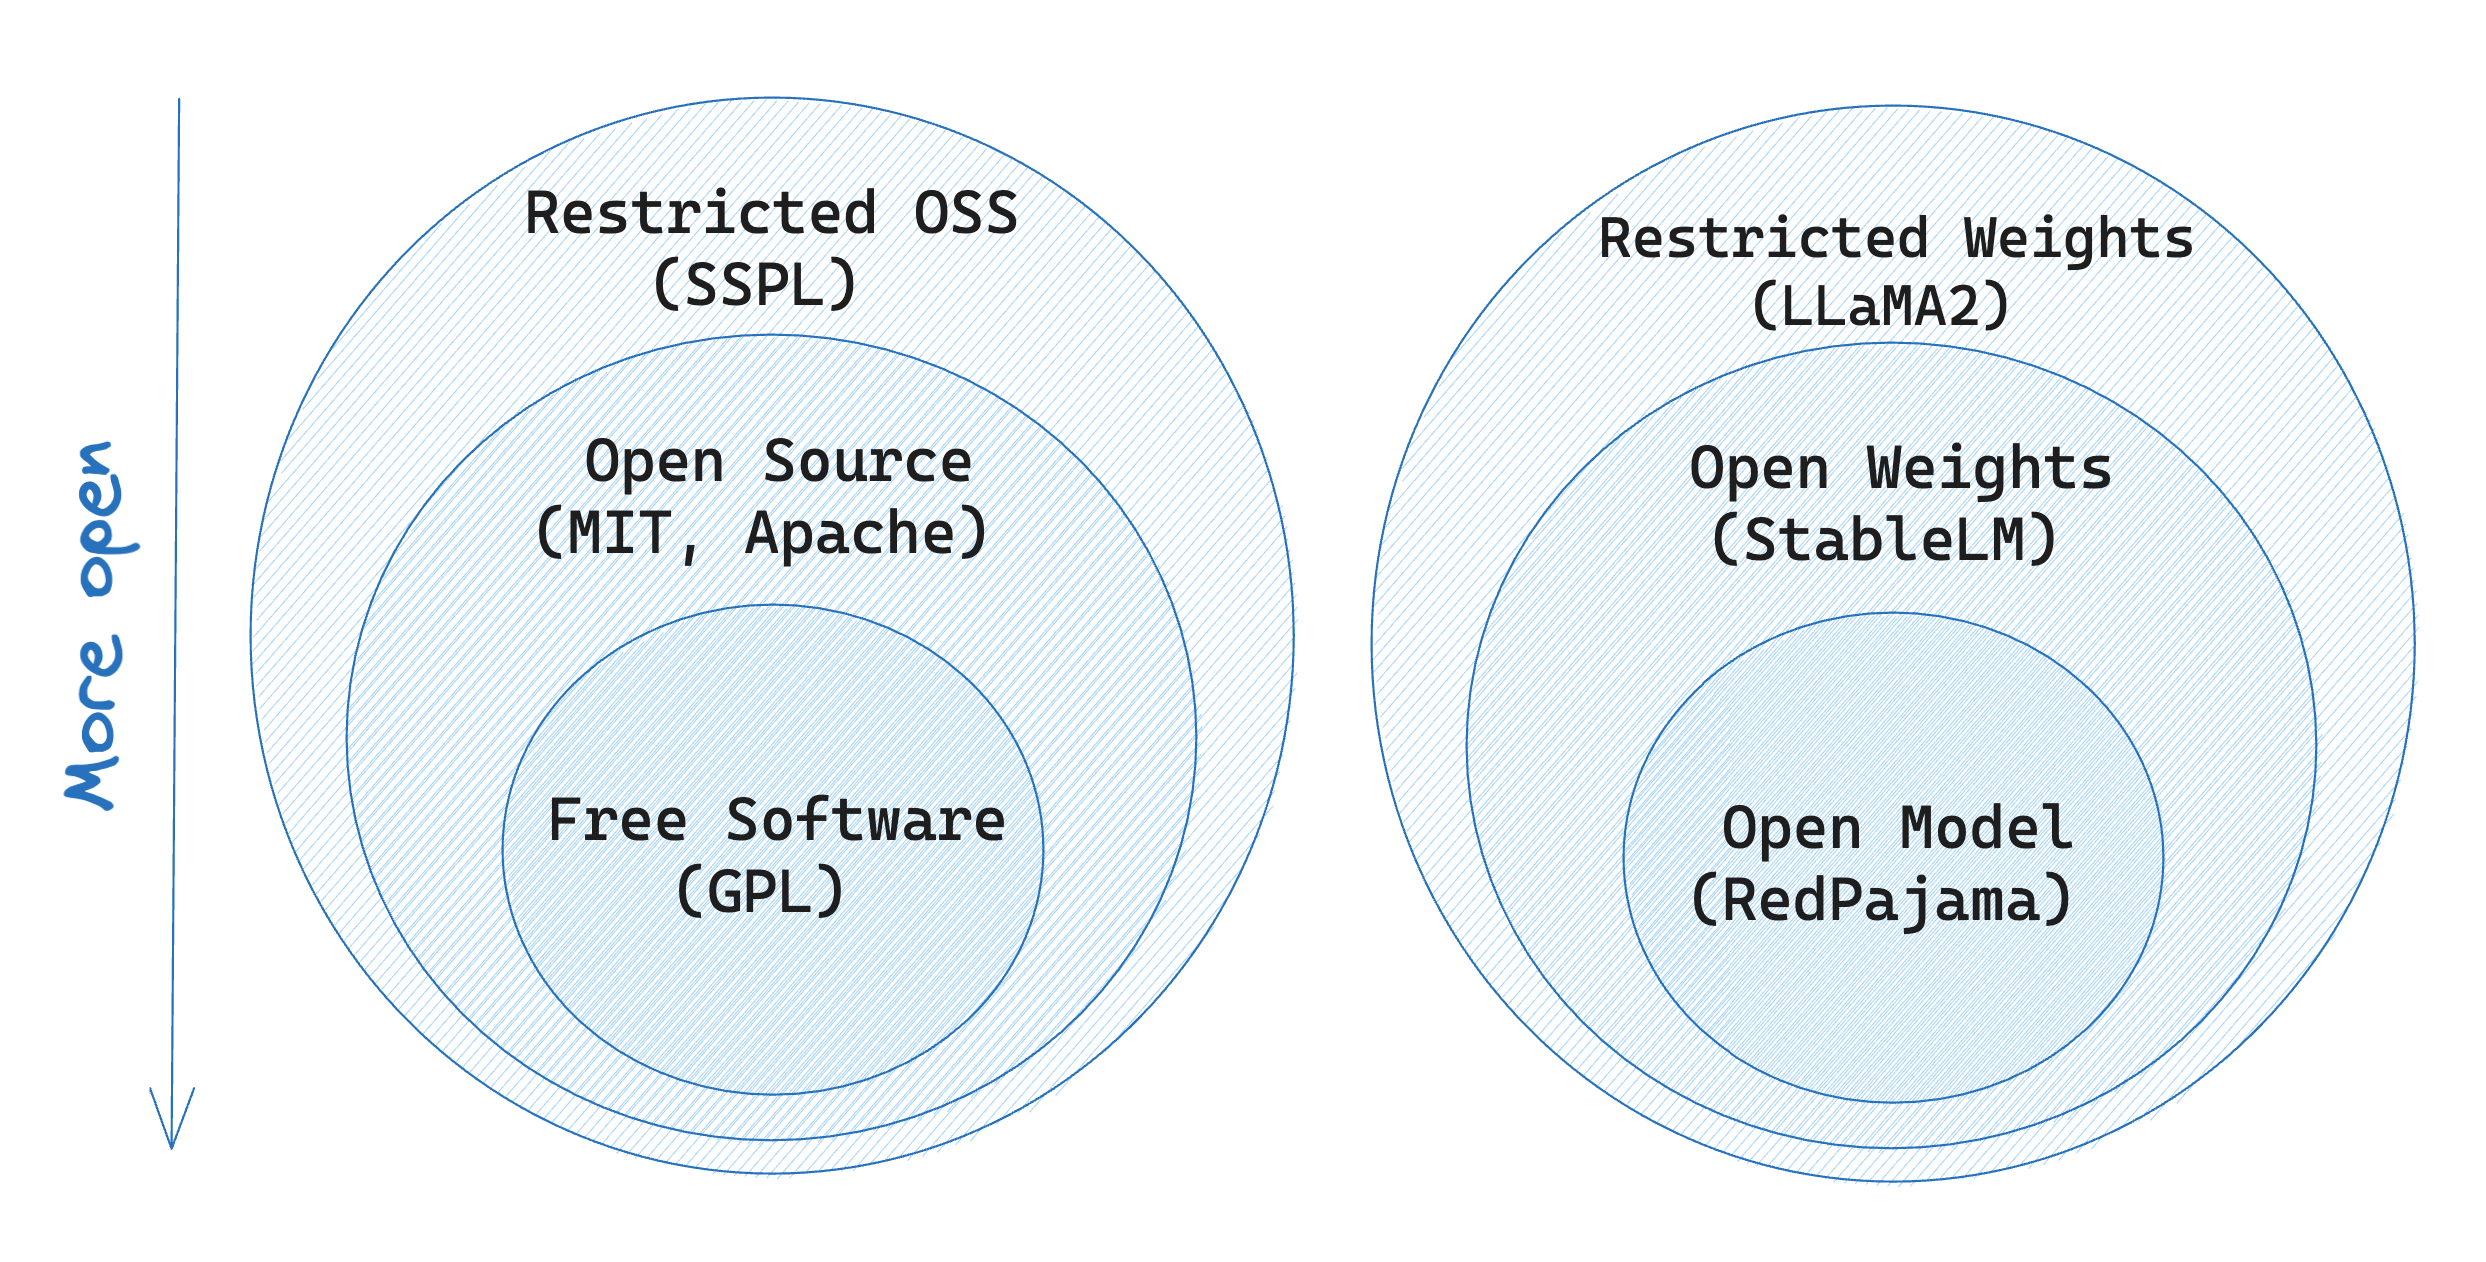 More open
Restricted OSS
(SSPL)
Open Source
(MIT, Apache)
Free Software
(GPL)
Restricted Weights
(LLaMA2)
Open Weights
(StableLM)
Open Model
(RedPajama)